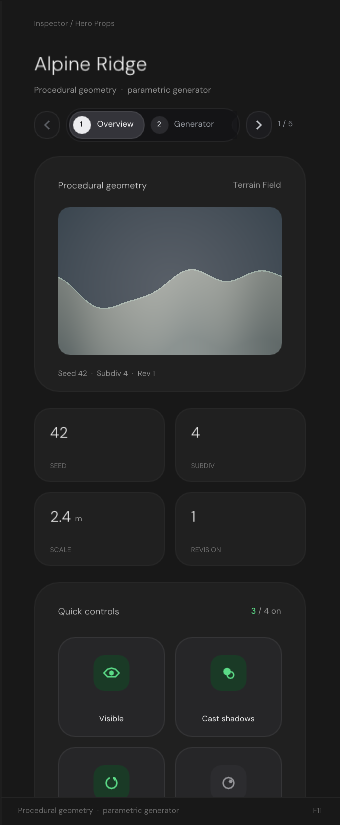 Inspector / Hero Props
Alpine Ridge
Procedural geometry · parametric generator
1 Overview 2 Generator 1 / 5
Procedural geometry Terrain Field
Seed 42 · Subdiv 4 · Rev 1
42 4
SEED SUBDIV
2.4 m 1
SCALE REVISION
Quick controls 3 / 4 on
Visible Cast shadows
Procedural geometry parametric generator